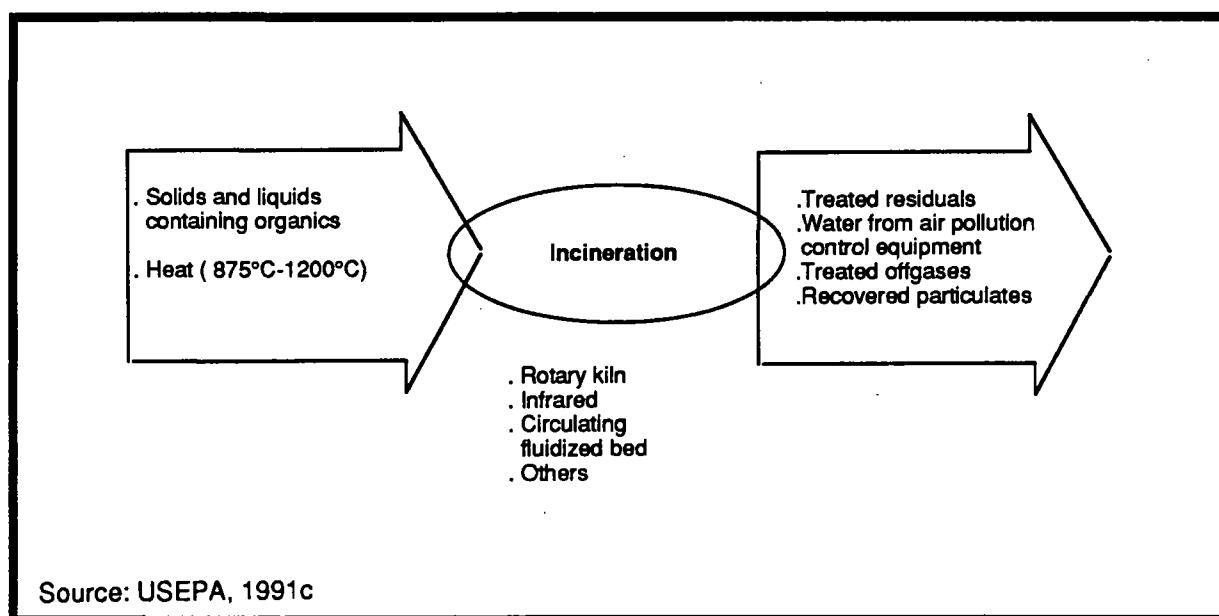 . Solids and liquids
containing organics
. Heat ( 875°C-1200°C)
Incineration
. Rotary kiln
. Infrared
. Circulating
fluidized bed
. Others
.Treated residuals
.Water from air pollution
control equipment
.Treated offgases
.Recovered particulates
Source: USEPA, 1991c